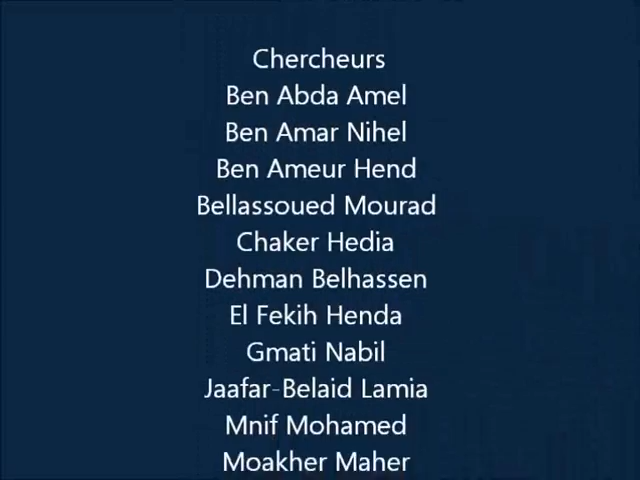 Chercheurs
Ben Abda Amel
Ben Amar Nihel
Ben Ameur Hend
Bellassoued Mourad
Chaker Hedia
Dehman Belhassen
El Fekih Henda
Gmati Nabil
Jaafar-Belaid Lamia
Mnif Mohamed
Moakher Maher